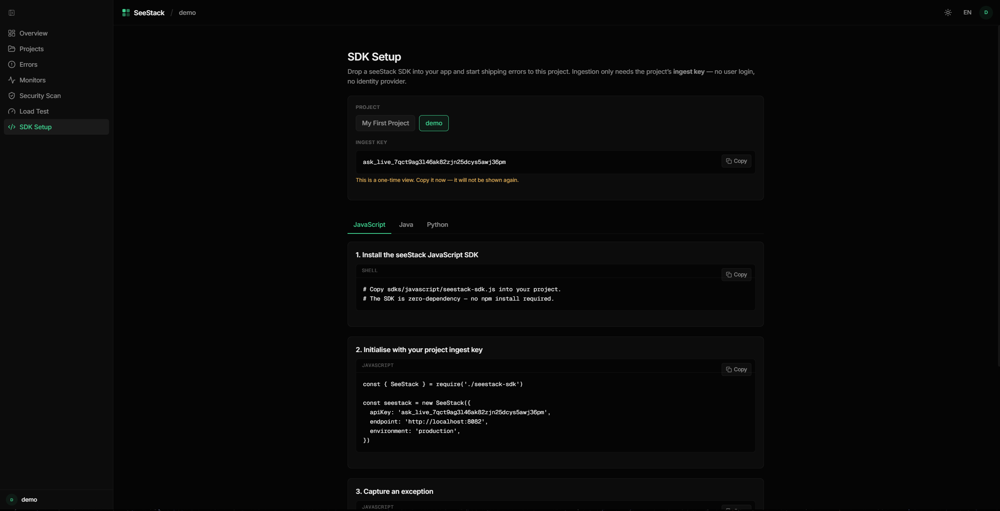 SeeStack / demo
EN
D
Overview
Projects
Errors
Monitors
Security Scan
Load Test
SDK Setup
SDK Setup
Drop a seeStack SDK into your app and start shipping errors to this project. Ingestion only needs the project's ingest key — no user login,
no identity provider.
PROJECT
My First Project
demo
INGEST KEY
ask_live_7qct9ag3l46ak82zjn25dcys5awj36pm
Copy
This is a one-time view. Copy it now — it will not be shown again.
JavaScript
Java
Python
1. Install the seeStack JavaScript SDK
SHELL
Copy
# Copy sdks/javascript/seestack-sdk.js into your project.
# The SDK is zero-dependency — no npm install required.
2. Initialise with your project ingest key
JAVASCRIPT
Copy
const { SeeStack } = require('./seestack-sdk')
const seestack = new SeeStack({
apiKey: 'ask_live_7qct9ag3l46ak82zjn25dcys5awj36pm',
endpoint: 'http://localhost:8082',
environment: 'production',
})
3. Capture an exception
JAVASCRIPT
D
demo